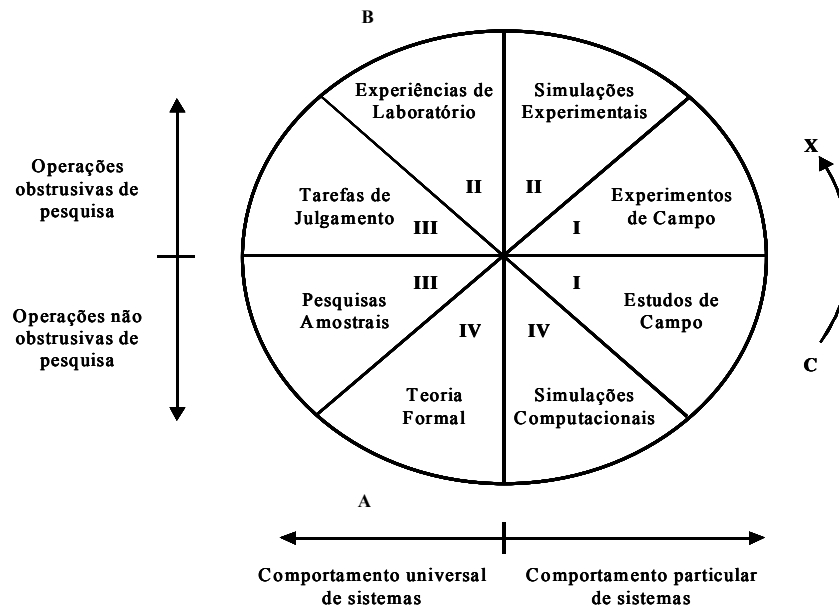 B
Experiências de
Laboratório
Simulações
Experimentais
Operações
obstrusivas de
pesquisa
X
Tarefas de
Julgamento
II
II
Experimentos
de Campo
III
I
III
I
Pesquisas
Amostrais
Estudos de
Campo
Operações não
obstrusivas de
pesquisa
IV
IV
C
Teoria
Formal
Simulações
Computacionais
A
Comportamento universal
de sistemas
Comportamento particular
de sistemas